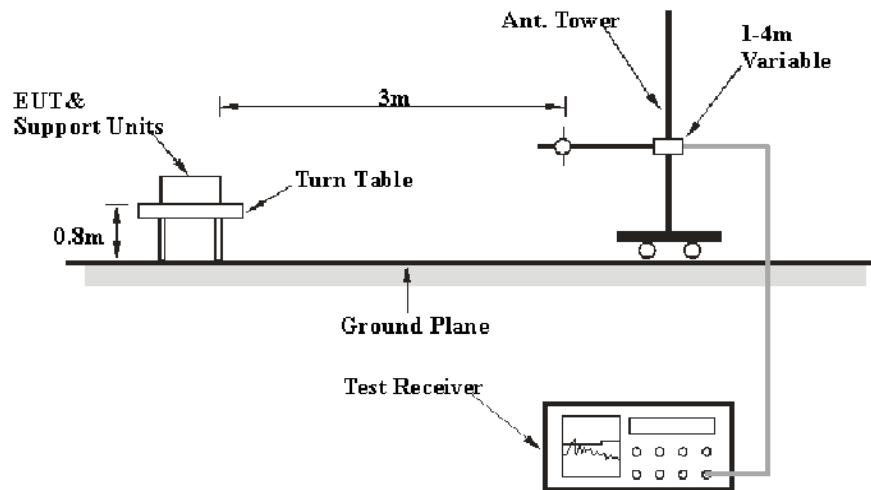 Ant. Tower
1-4m
Variable
3m
EUT&
Support Units
Turn Table
0.8m
Ground Plane
Test Receiver